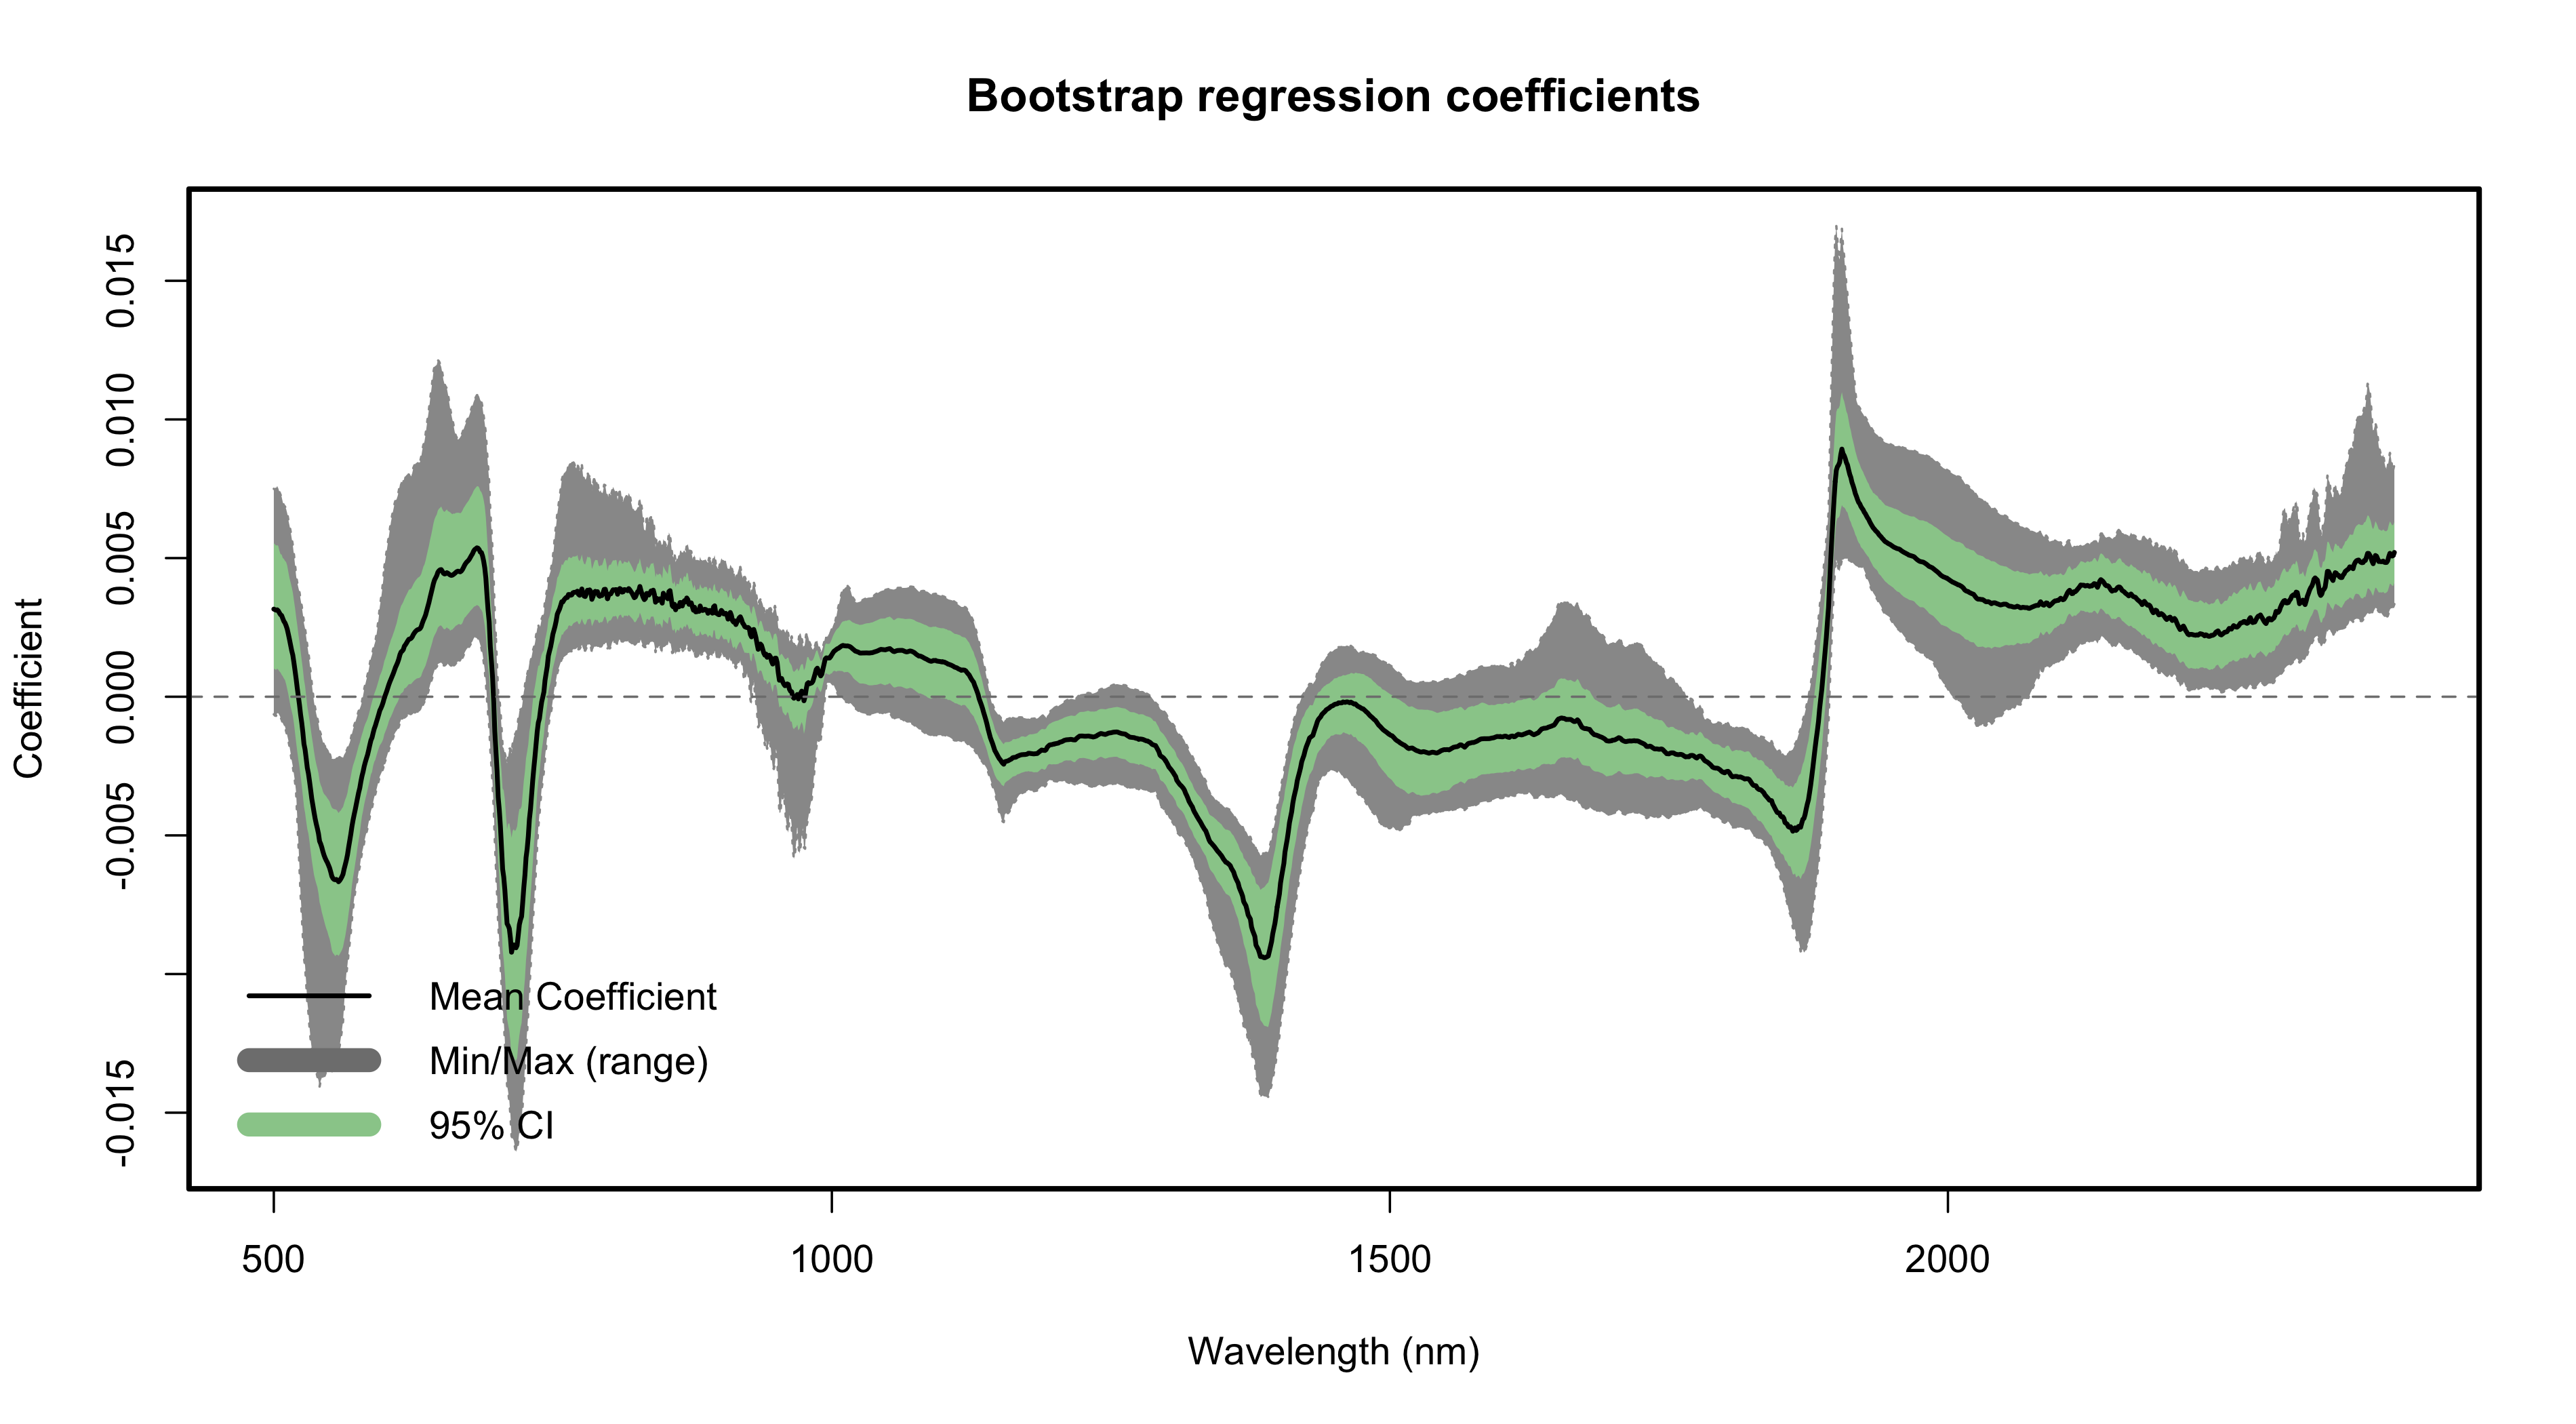 Bootstrap regression coefficients
Coefficient
0.015
0.010
0.005
0.000
-0.005
-0.015
Mean Coefficient
Min/Max (range)
95% CI
500
1000
1500
2000
Wavelength (nm)